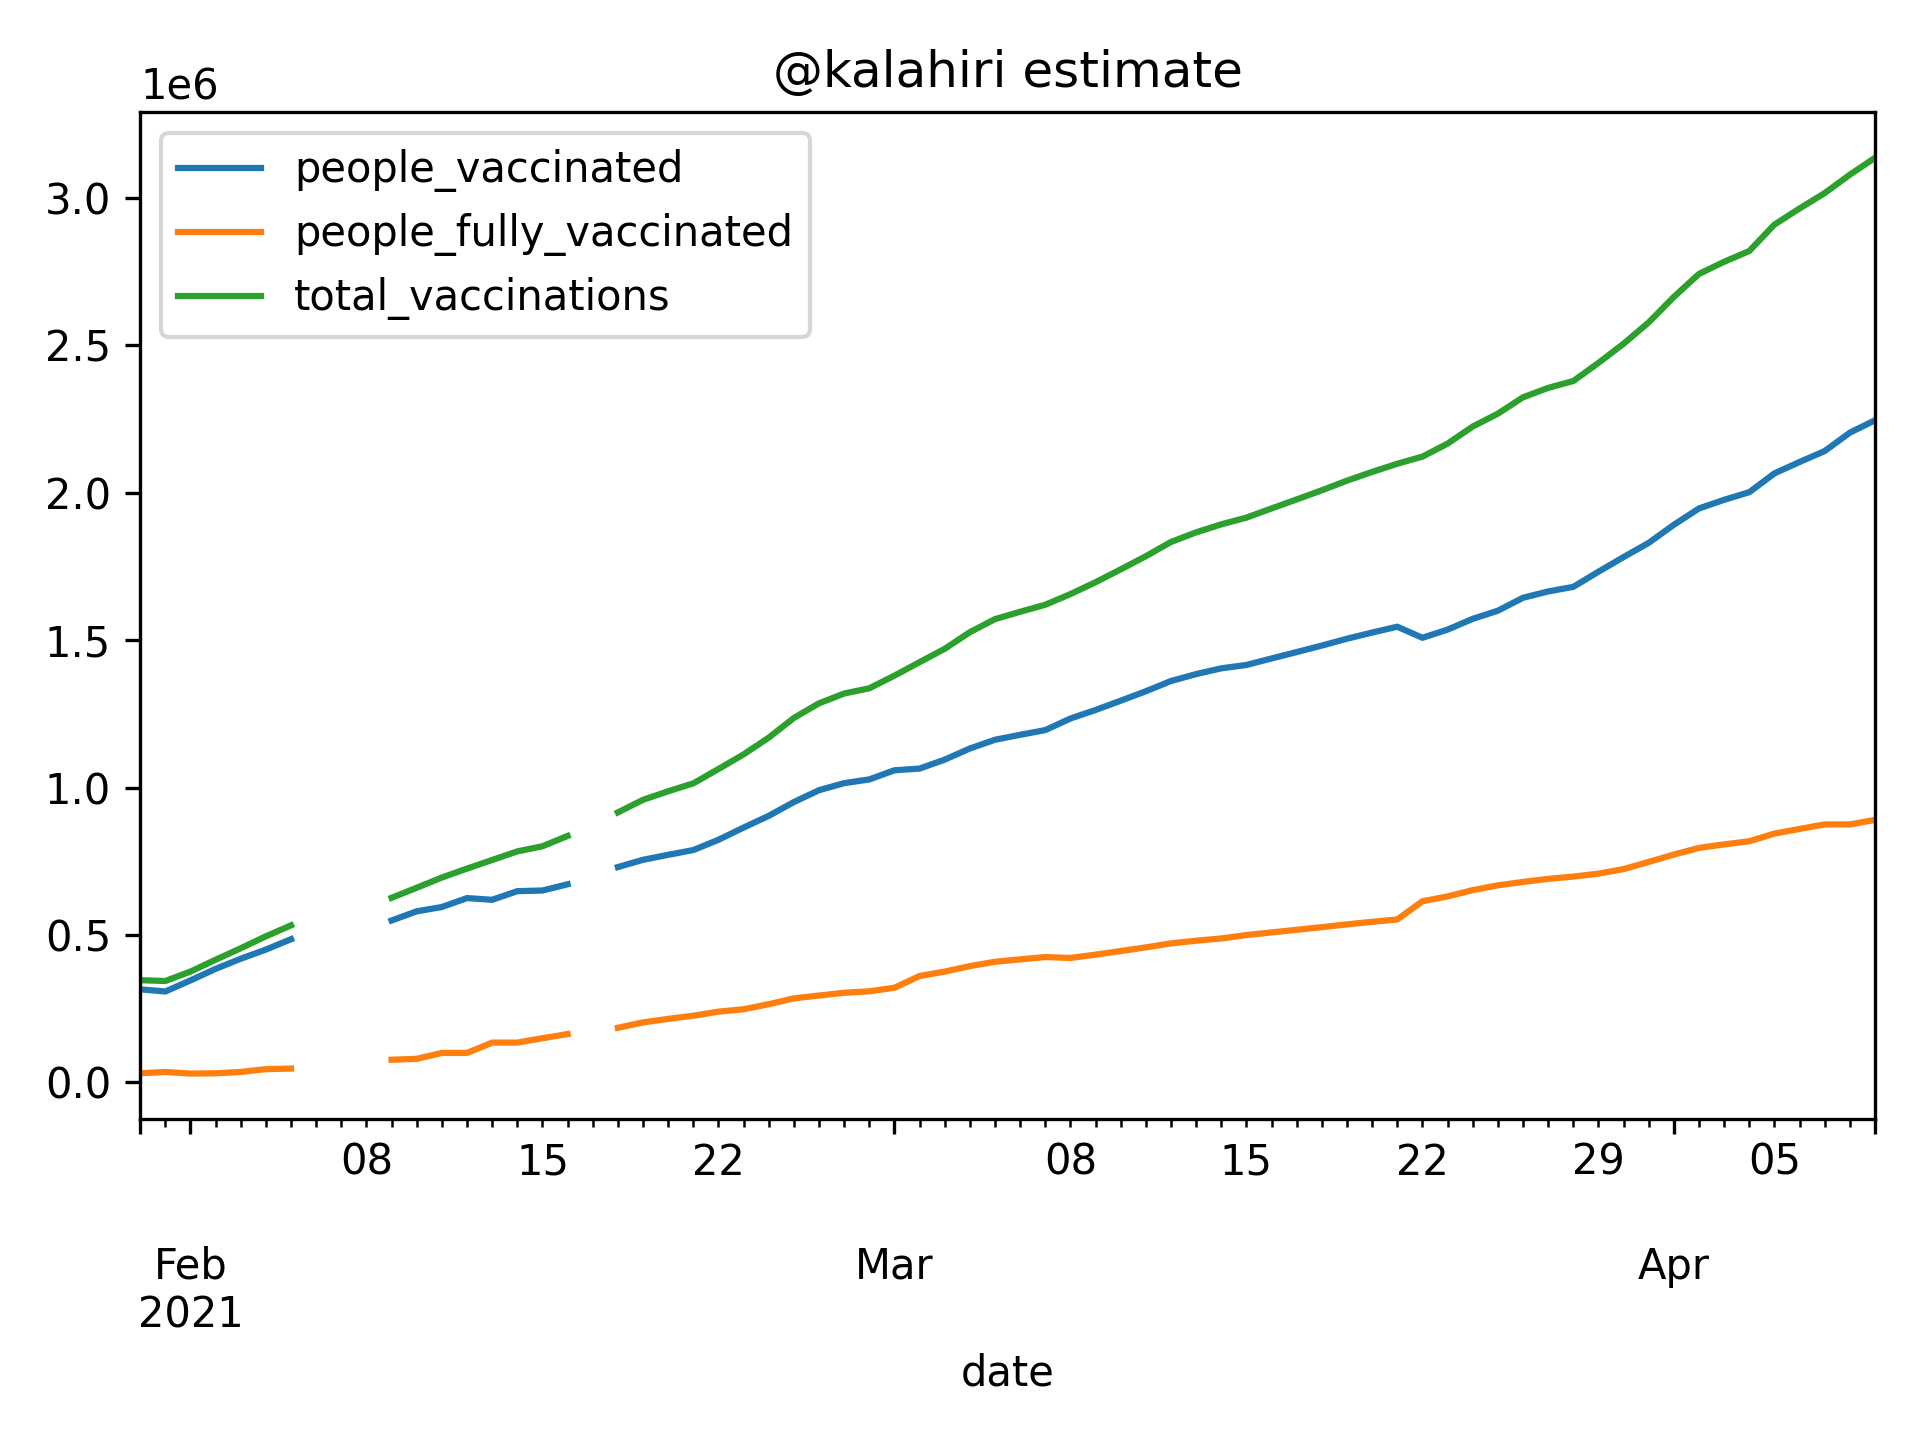 @kalahiri estimate
1e6
people_vaccinated
people_fully_vaccinated
total_vaccinations
3.0
2.5
2.0
1.5
1.0
0.5
0.0
08 15 22 08 15 22 29 05
Feb Mar Apr
2021
date